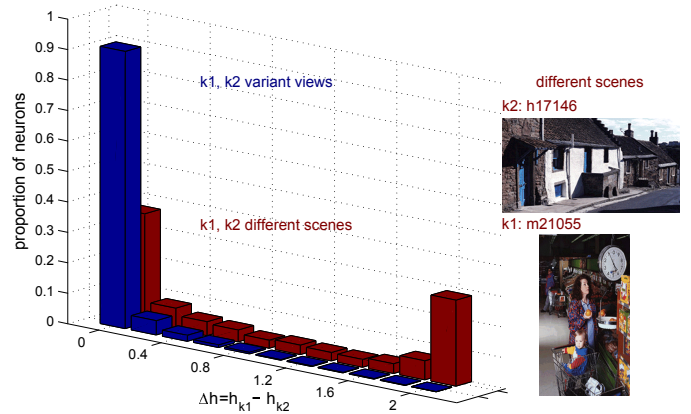 1
0.9
0.8
0.7
0.6
0.5
0.4
0.3
0.2
0.1
0
proportion of neurons
k1, k2 variant views
k1, k2 different scenes
0
0.4
0.8
1.2
1.6
2
Δh=h_k1 − h_k2
different scenes
k2: h17146
k1: m21055